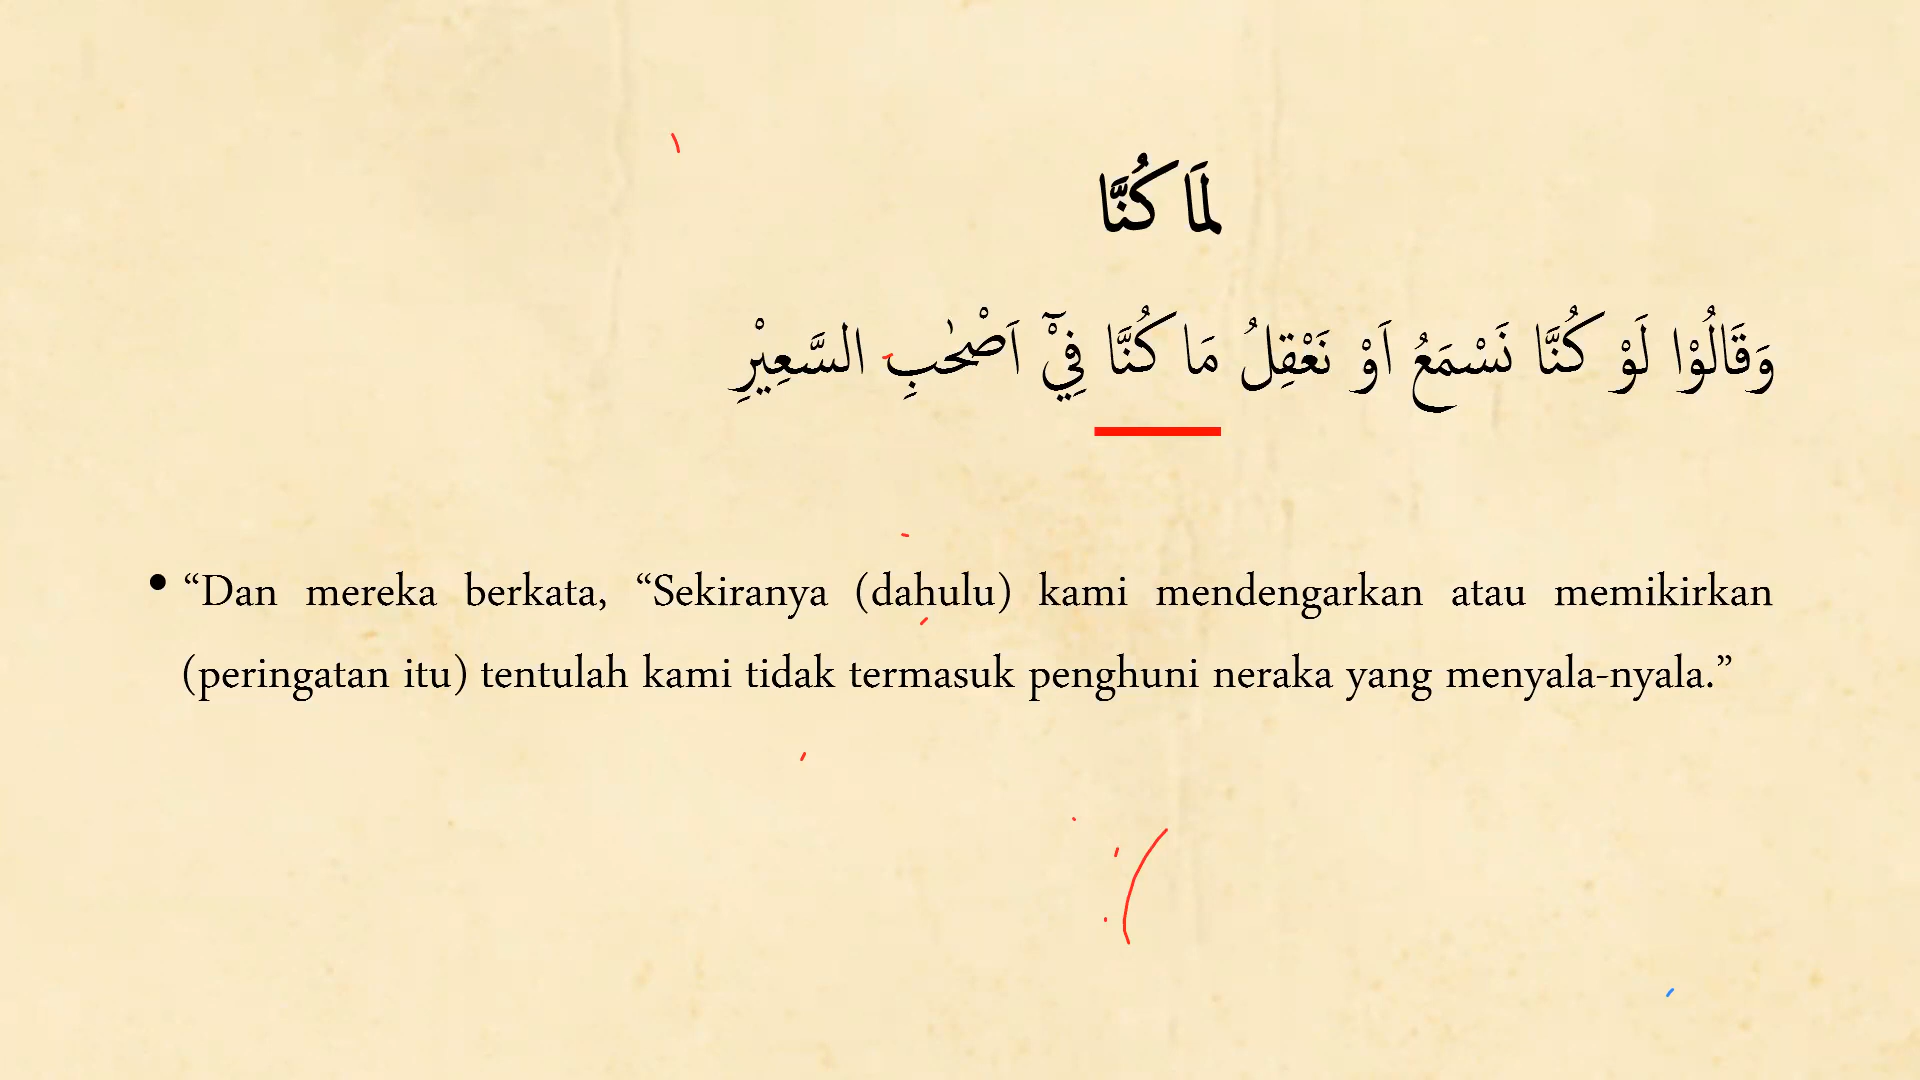 لَمَا كُنَّا
وَقَالُوْا لَوْ كُنَّا نَسْمَعُ اَوْ نَعْقِلُ مَا كُنَّا فِيْٓ اَصْحٰبِ السَّعِيْرِ
• “Dan mereka berkata, “Sekiranya (dahulu) kami mendengarkan atau memikirkan
(peringatan itu) tentulah kami tidak termasuk penghuni neraka yang menyala-nyala.”